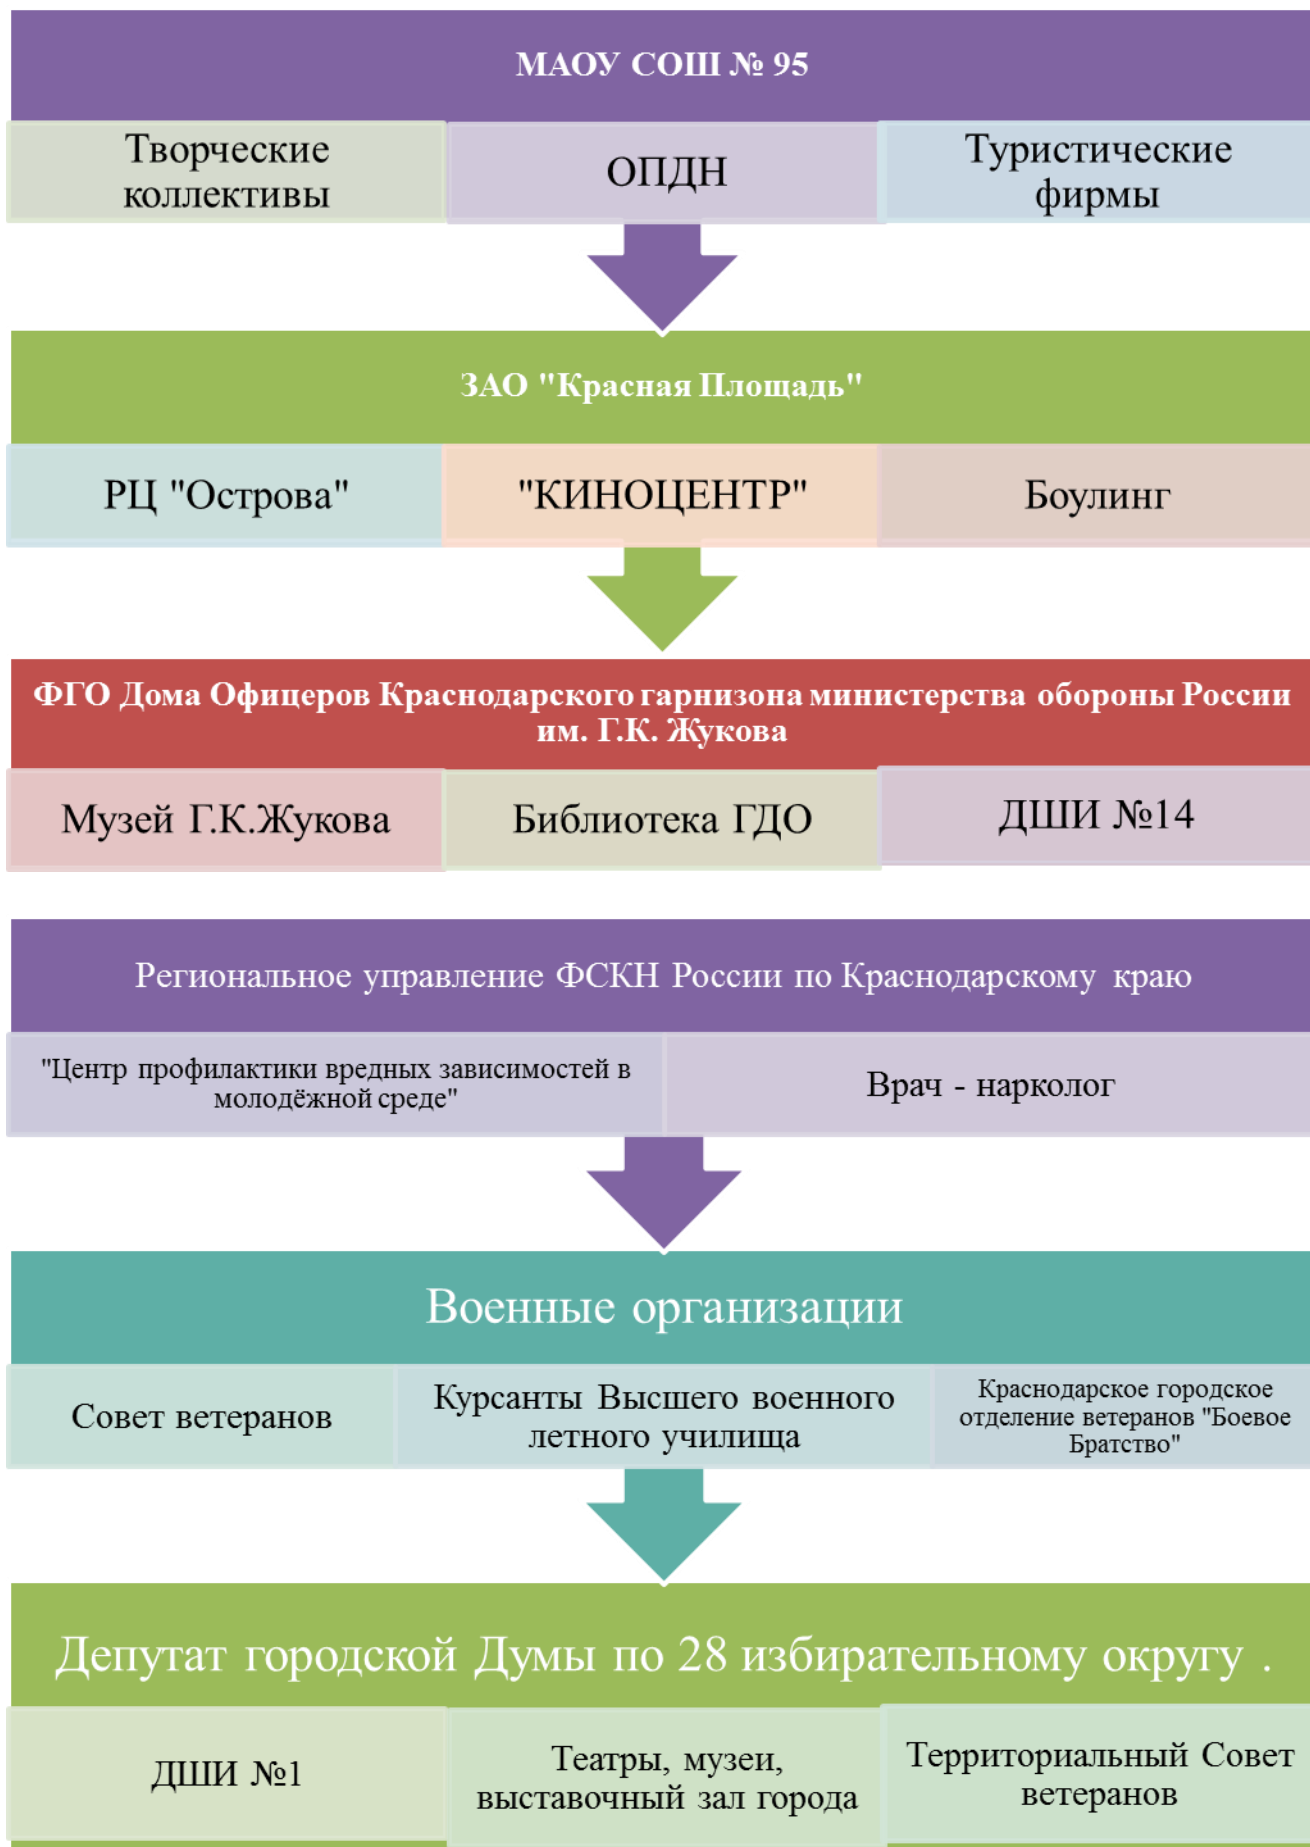 МАОУ СОШ № 95
Творческие
коллективы
ОПДН
Туристические
фирмы
ЗАО "Красная Площадь"
РЦ "Острова"
"КИНОЦЕНТР"
Боулинг
ФГО Дома Офицеров Краснодарского гарнизона министерства обороны России
им. Г.К. Жукова
Музей Г.К.Жукова
Библиотека ГДО
ДШИ №14
Региональное управление ФСКН России по Краснодарскому краю
"Центр профилактики вредных зависимостей в
молодёжной среде"
Врач - нарколог
Военные организации
Совет ветеранов
Курсанты Высшего военного
летного училища
Краснодарское городское
отделение ветеранов "Боевое
Братство"
Депутат городской Думы по 28 избирательному округу .
ДШИ №1
Театры, музеи,
выставочный зал города
Территориальный Совет
ветеранов